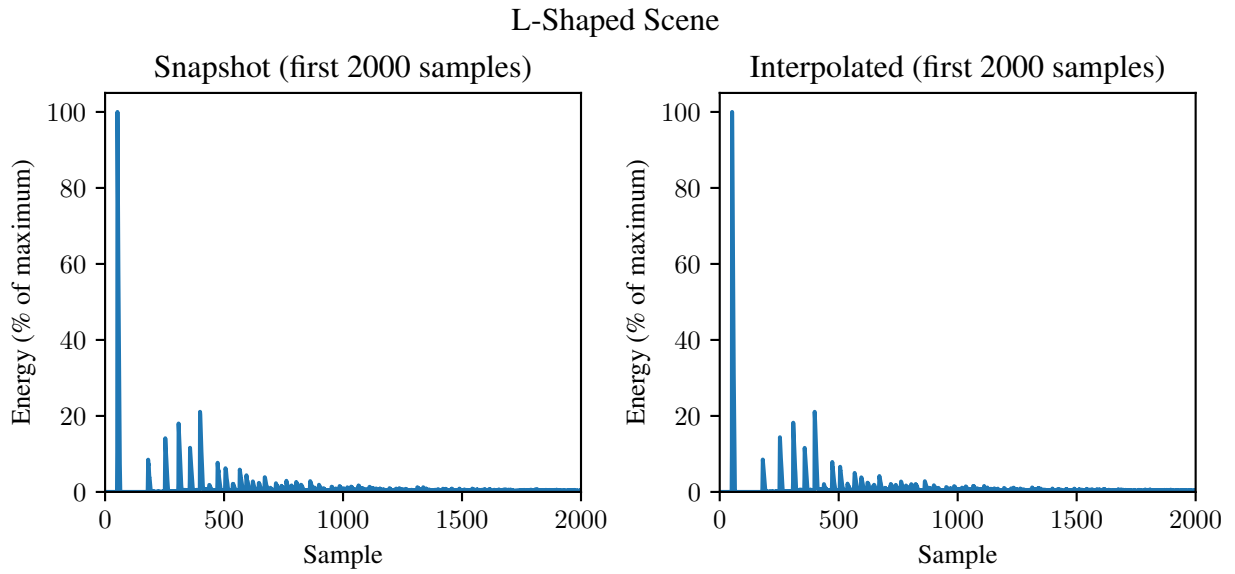 L-Shaped Scene
Snapshot (first 2000 samples)
Energy (% of maximum)
100
80
60
40
20
0
0 500 1000 1500 2000
Sample
Interpolated (first 2000 samples)
Energy (% of maximum)
100
80
60
40
20
0
0 500 1000 1500 2000
Sample